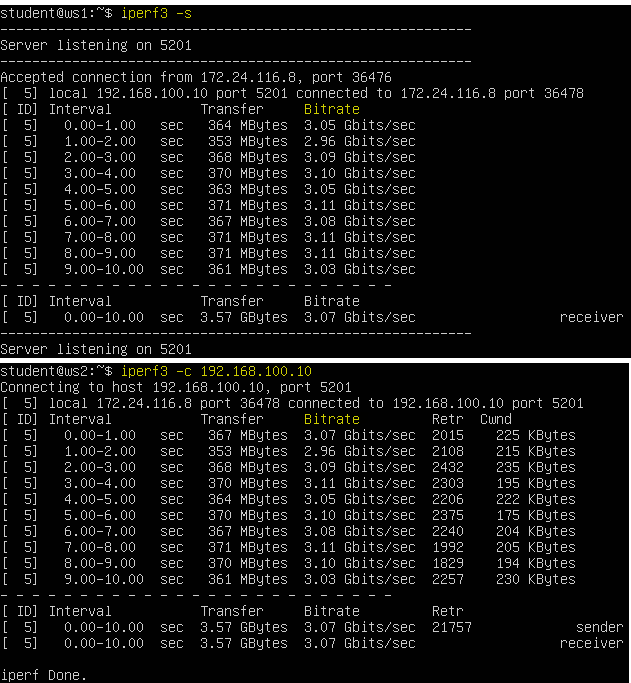 student@ws1:~$ iperf3 -s
-----------------------------------------------------------
Server listening on 5201
-----------------------------------------------------------
Accepted connection from 172.24.116.8, port 36476
[  5] local 192.168.100.10 port 5201 connected to 172.24.116.8 port 36478
[ ID] Interval           Transfer     Bitrate
[  5]   0.00-1.00   sec   364 MBytes  3.05 Gbits/sec
[  5]   1.00-2.00   sec   353 MBytes  2.96 Gbits/sec
[  5]   2.00-3.00   sec   368 MBytes  3.09 Gbits/sec
[  5]   3.00-4.00   sec   370 MBytes  3.10 Gbits/sec
[  5]   4.00-5.00   sec   363 MBytes  3.05 Gbits/sec
[  5]   5.00-6.00   sec   371 MBytes  3.11 Gbits/sec
[  5]   6.00-7.00   sec   367 MBytes  3.08 Gbits/sec
[  5]   7.00-8.00   sec   371 MBytes  3.11 Gbits/sec
[  5]   8.00-9.00   sec   371 MBytes  3.11 Gbits/sec
[  5]   9.00-10.00  sec   361 MBytes  3.03 Gbits/sec
- - - - - - - - - - - - - - - - - - - - - - - - -
[ ID] Interval           Transfer     Bitrate
[  5]   0.00-10.00  sec  3.57 GBytes  3.07 Gbits/sec                  receiver
-----------------------------------------------------------
Server listening on 5201
student@ws2:~$ iperf3 -c 192.168.100.10
Connecting to host 192.168.100.10, port 5201
[  5] local 172.24.116.8 port 36478 connected to 192.168.100.10 port 5201
[ ID] Interval           Transfer     Bitrate         Retr  Cwnd
[  5]   0.00-1.00   sec   367 MBytes  3.07 Gbits/sec  2015    225 KBytes
[  5]   1.00-2.00   sec   353 MBytes  2.96 Gbits/sec  2108    215 KBytes
[  5]   2.00-3.00   sec   368 MBytes  3.09 Gbits/sec  2432    235 KBytes
[  5]   3.00-4.00   sec   370 MBytes  3.11 Gbits/sec  2303    195 KBytes
[  5]   4.00-5.00   sec   364 MBytes  3.05 Gbits/sec  2206    222 KBytes
[  5]   5.00-6.00   sec   370 MBytes  3.10 Gbits/sec  2375    175 KBytes
[  5]   6.00-7.00   sec   367 MBytes  3.08 Gbits/sec  2240    204 KBytes
[  5]   7.00-8.00   sec   371 MBytes  3.11 Gbits/sec  1992    205 KBytes
[  5]   8.00-9.00   sec   370 MBytes  3.10 Gbits/sec  1829    194 KBytes
[  5]   9.00-10.00  sec   361 MBytes  3.03 Gbits/sec  2257    230 KBytes
- - - - - - - - - - - - - - - - - - - - - - - - -
[ ID] Interval           Transfer     Bitrate         Retr
[  5]   0.00-10.00  sec  3.57 GBytes  3.07 Gbits/sec  21757             sender
[  5]   0.00-10.00  sec  3.57 GBytes  3.07 Gbits/sec                  receiver
iperf Done.